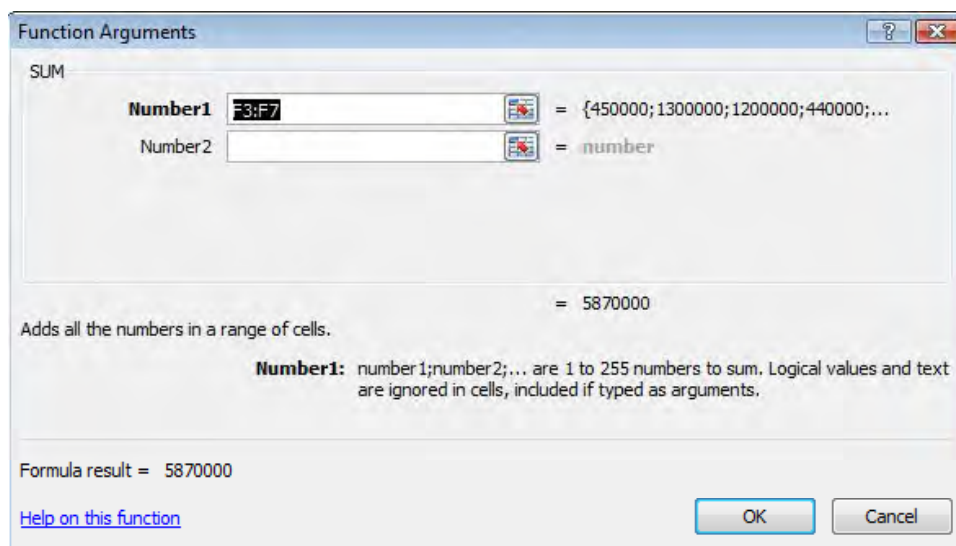 Function Arguments
SUM
Number1 F3:F7 = {450000;1300000;1200000;440000;...
Number2 = number
= 5870000
Adds all the numbers in a range of cells.
Number1: number1;number2;... are 1 to 255 numbers to sum. Logical values and text
are ignored in cells, included if typed as arguments.
Formula result = 5870000
Help on this function OK Cancel